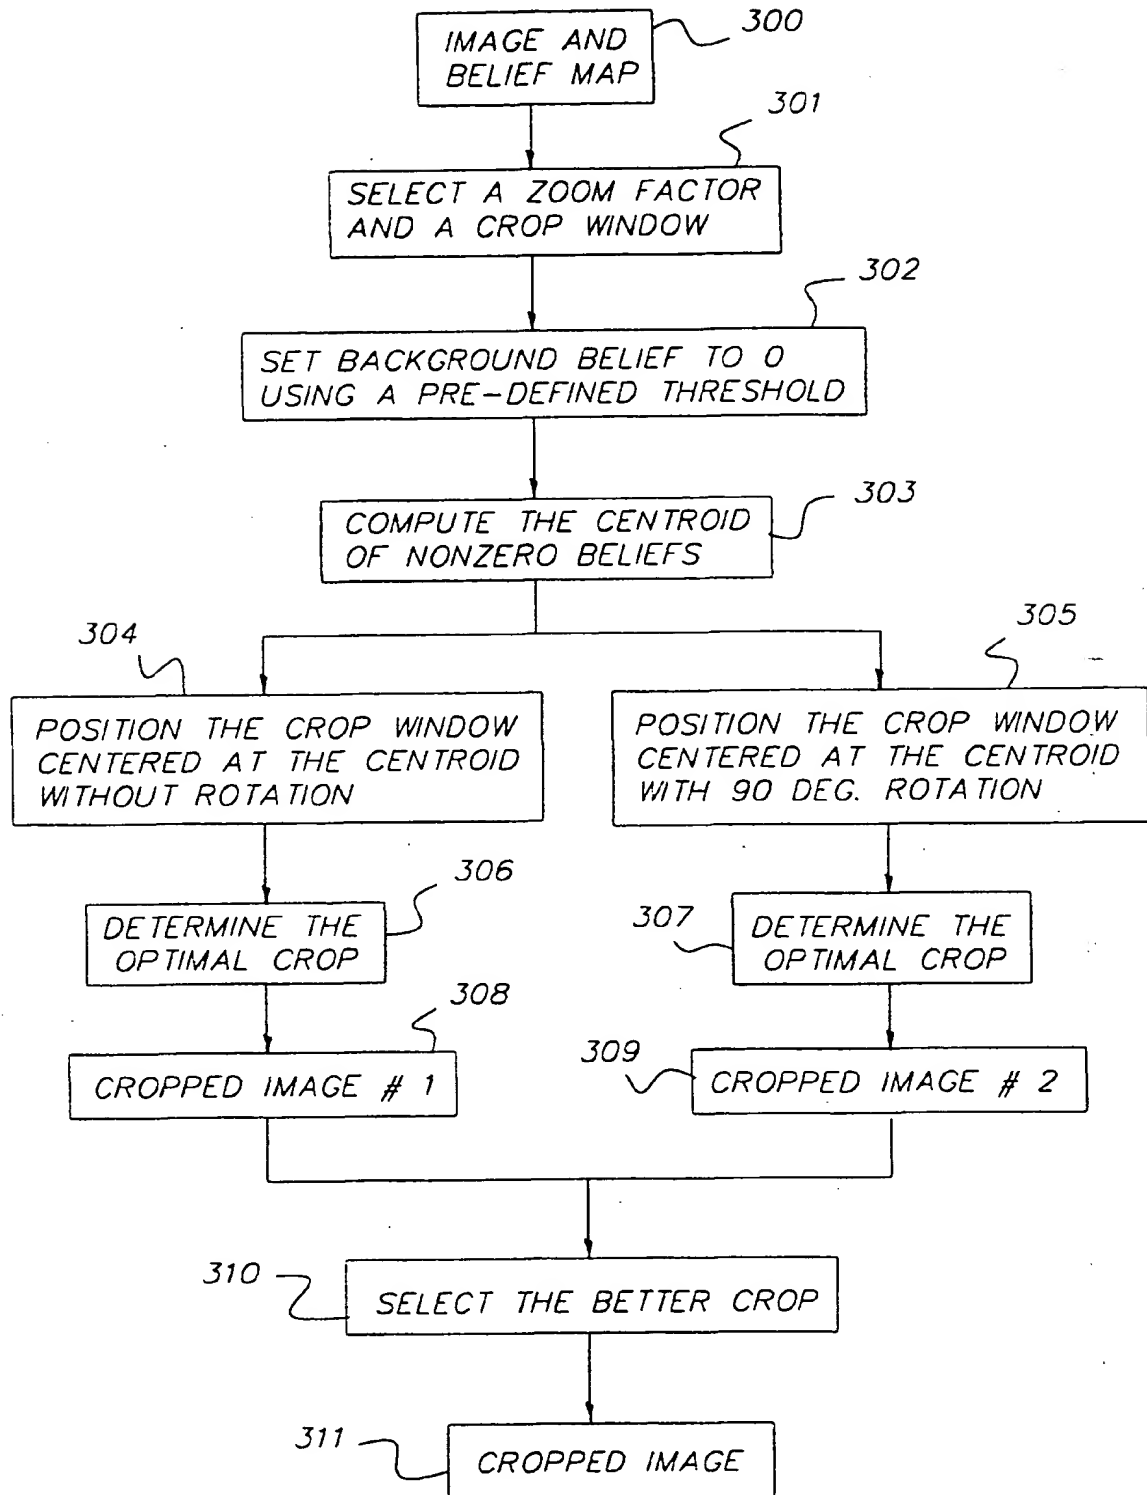 300
IMAGE AND
BELIEF MAP
301
SELECT A ZOOM FACTOR
AND A CROP WINDOW
302
SET BACKGROUND BELIEF TO 0
USING A PRE-DEFINED THRESHOLD
303
COMPUTE THE CENTROID
OF NONZERO BELIEFS
304
POSITION THE CROP WINDOW
CENTERED AT THE CENTROID
WITHOUT ROTATION
305
POSITION THE CROP WINDOW
CENTERED AT THE CENTROID
WITH 90 DEG. ROTATION
306
DETERMINE THE
OPTIMAL CROP
307
DETERMINE THE
OPTIMAL CROP
308
CROPPED IMAGE # 1
309
CROPPED IMAGE # 2
310
SELECT THE BETTER CROP
311
CROPPED IMAGE